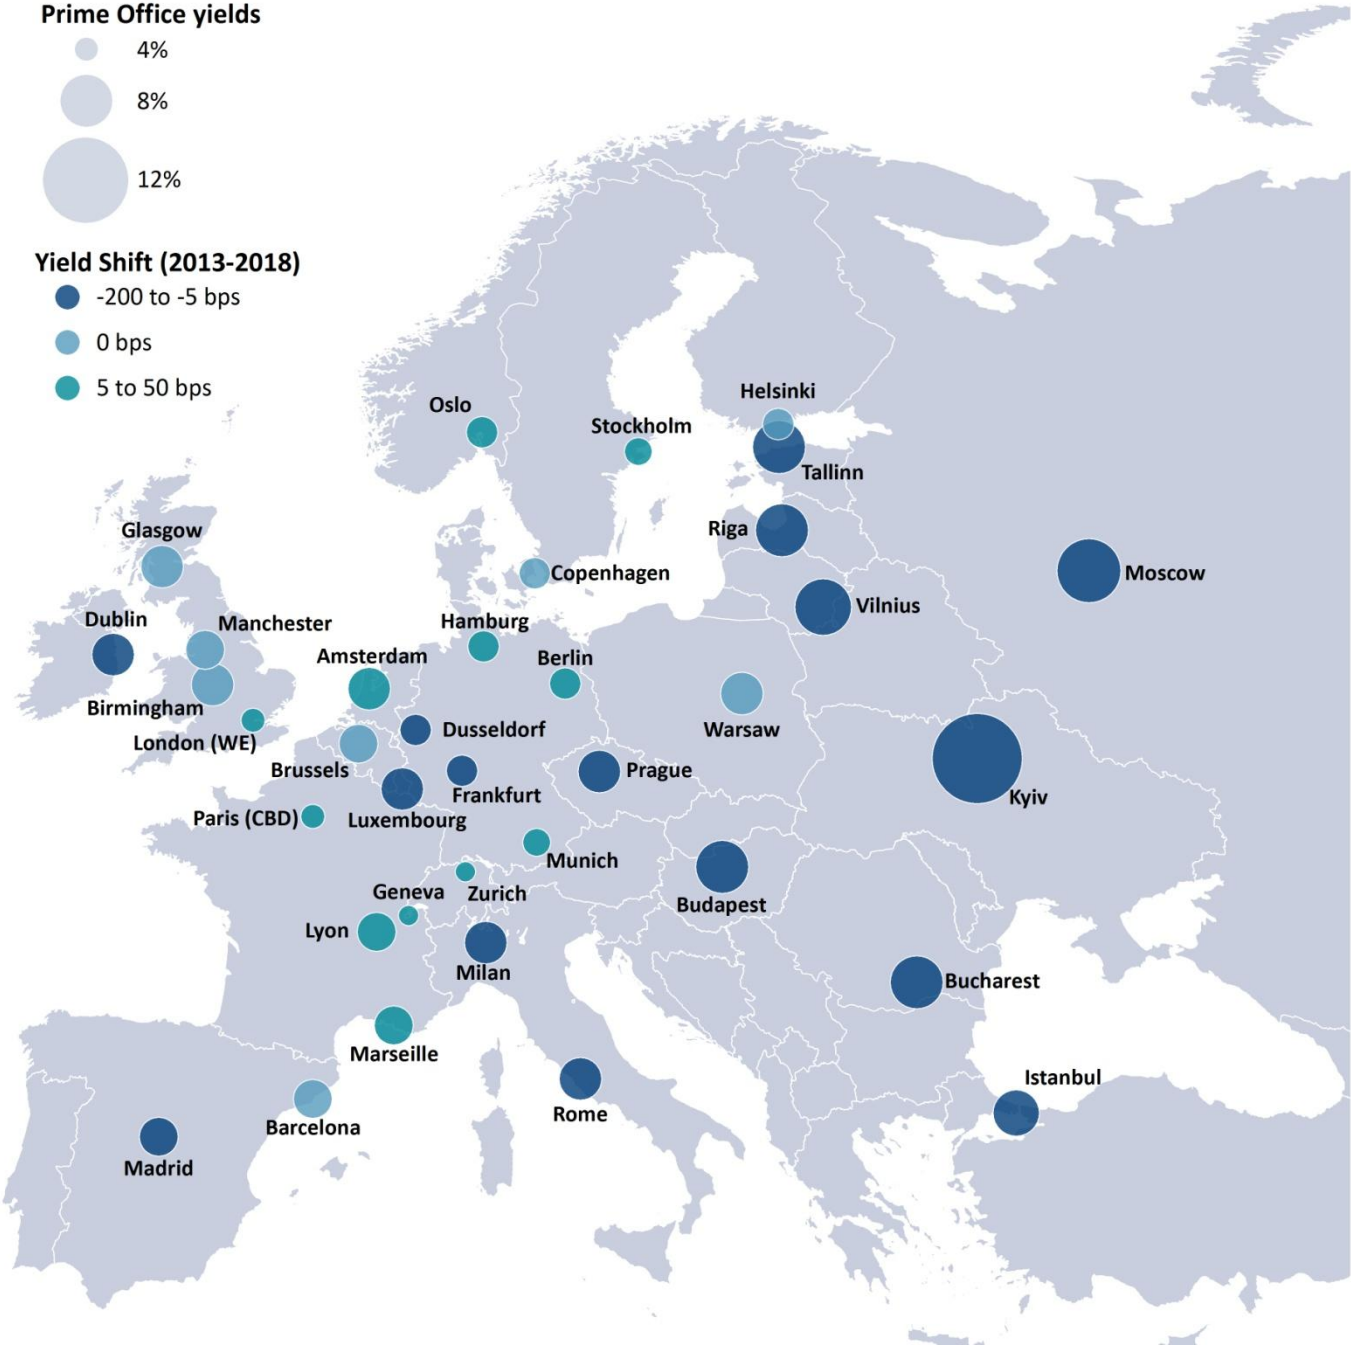 Prime Office yields
4%
8%
12%
Yield Shift (2013-2018)
-200 to -5 bps
0 bps
5 to 50 bps
Helsinki
Oslo
Stockholm
Tallinn
Glasgow
Riga
Copenhagen
Moscow
Dublin
Manchester
Hamburg
Vilnius
Amsterdam
Berlin
Birmingham
London (WE)
Dusseldorf
Warsaw
Brussels
Prague
Frankfurt
Kyiv
Paris (CBD)
Luxembourg
Munich
Geneva
Zurich
Budapest
Lyon
Milan
Bucharest
Marseille
Istanbul
Rome
Barcelona
Madrid